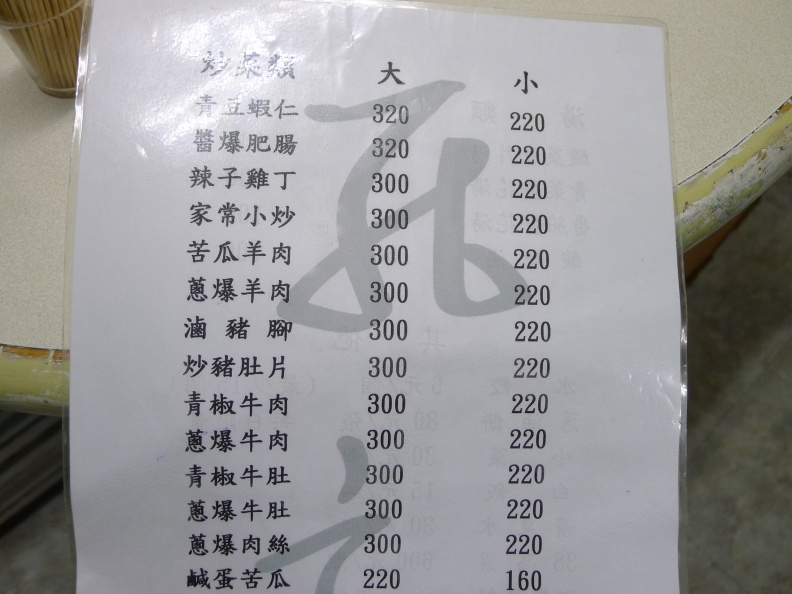 炒菜類 大 小
青豆蝦仁 320 220
醬爆肥腸 320 220
辣子雞丁 300 220
家常小炒 300 220
苦瓜羊肉 300 220
蔥爆羊肉 300 220
滷豬腳 300 220
炒豬肚片 300 220
青椒牛肉 300 220
蔥爆牛肉 300 220
青椒牛肚 300 220
蔥爆牛肚 300 220
蔥爆肉絲 300 220
鹹蛋苦瓜 220 160